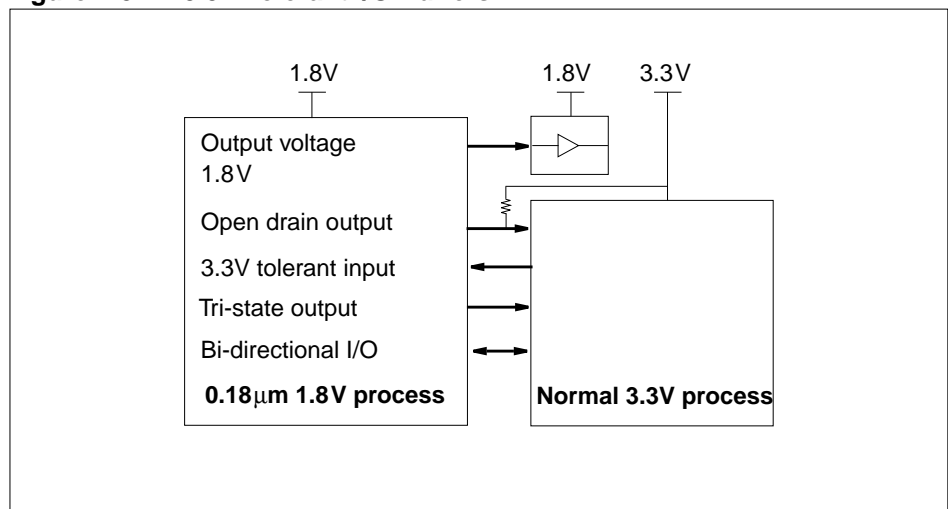 1.8V
1.8V
3.3V
Output voltage
1.8V
Open drain output
3.3V tolerant input
Tri-state output
Bi-directional I/O
0.18μm 1.8V process
Normal 3.3V process